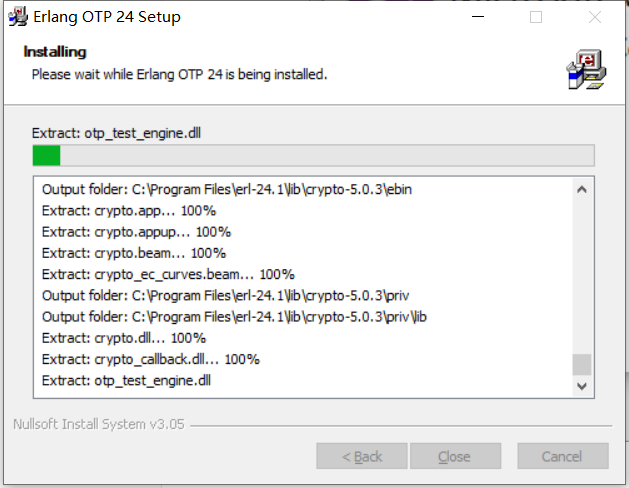 Erlang OTP 24 Setup
Installing
Please wait while Erlang OTP 24 is being installed.
Extract: otp_test_engine.dll
Output folder: C:\Program Files\erl-24.1\lib\crypto-5.0.3\ebin
Extract: crypto.app... 100%
Extract: crypto.appup... 100%
Extract: crypto.beam... 100%
Extract: crypto_ec_curves.beam... 100%
Output folder: C:\Program Files\erl-24.1\lib\crypto-5.0.3\priv
Output folder: C:\Program Files\erl-24.1\lib\crypto-5.0.3\priv\lib
Extract: crypto.dll... 100%
Extract: crypto_callback.dll... 100%
Extract: otp_test_engine.dll
Nullsoft Install System v3.05
< Back
Close
Cancel